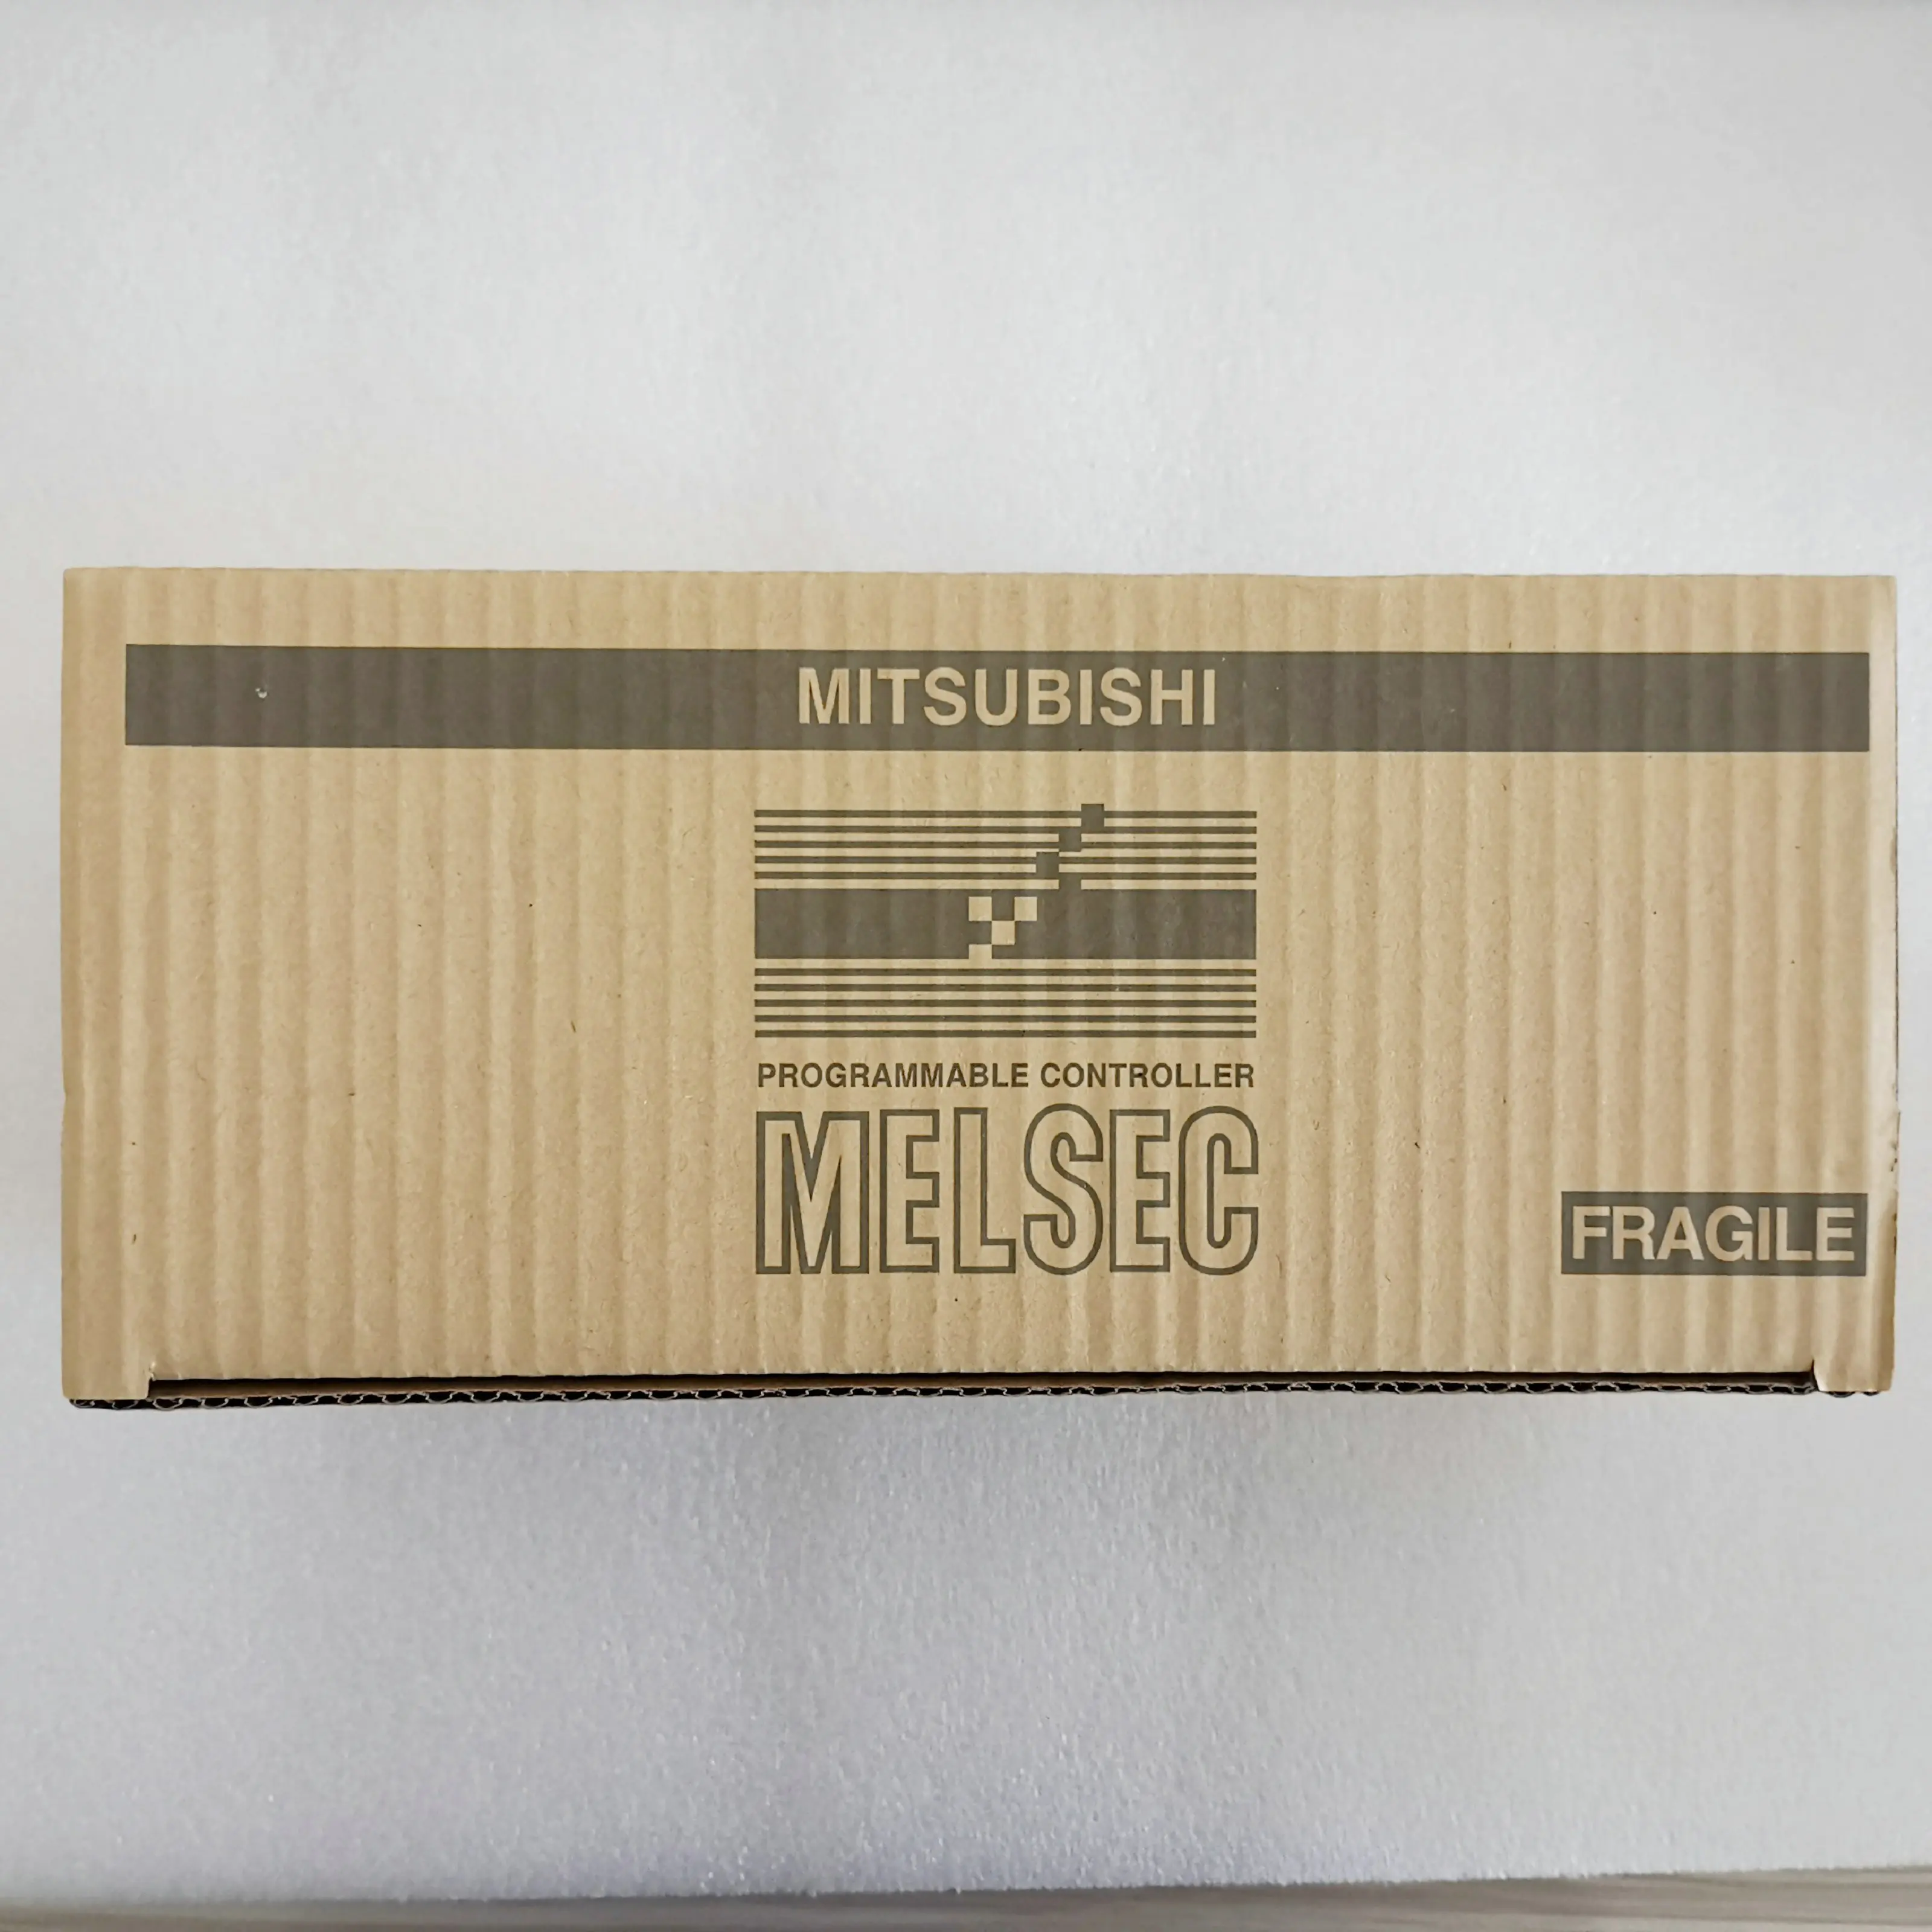 MITSUBISHI
PROGRAMMABLE CONTROLLER
MELSEC
FRAGILE